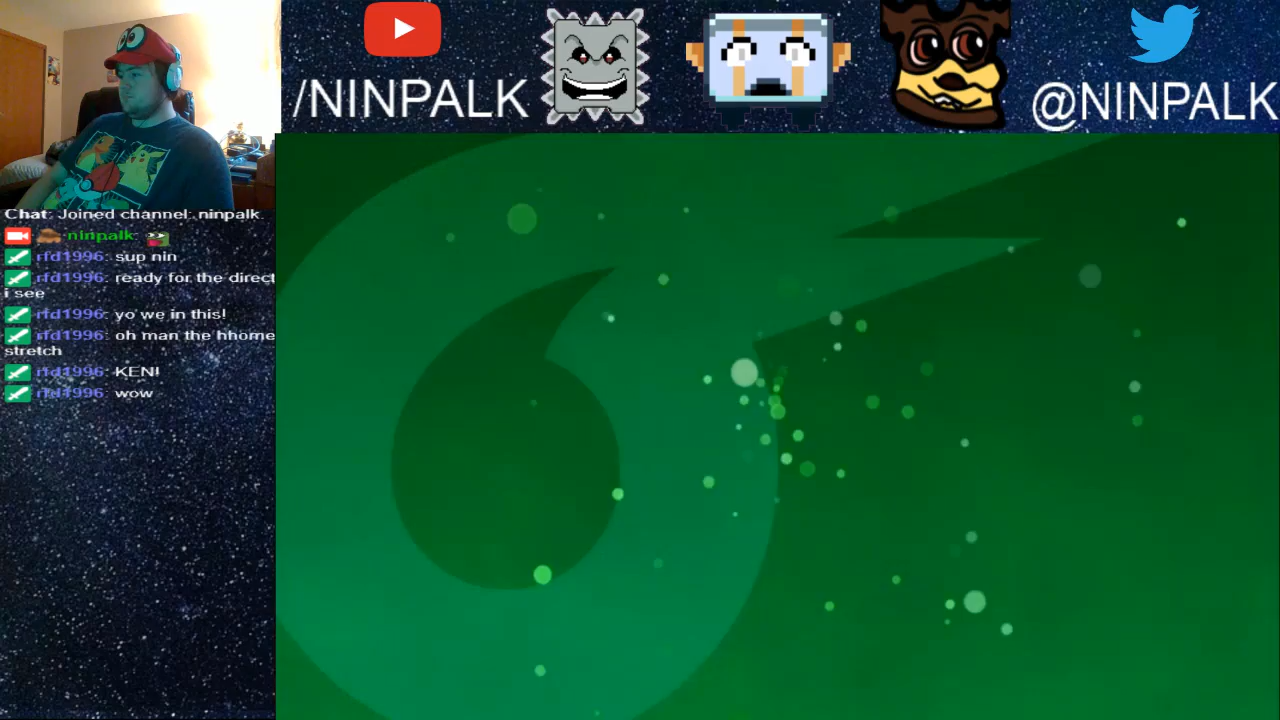 /NINPALK
@NINPALK
Chat: Joined channel: ninpalk.
ninpalk:
rfd1996: sup nin
rfd1996: ready for the direct
i see
rfd1996: yo we in this!
rfd1996: oh man the hhome
stretch
rfd1996: KEN!
rfd1996: wow